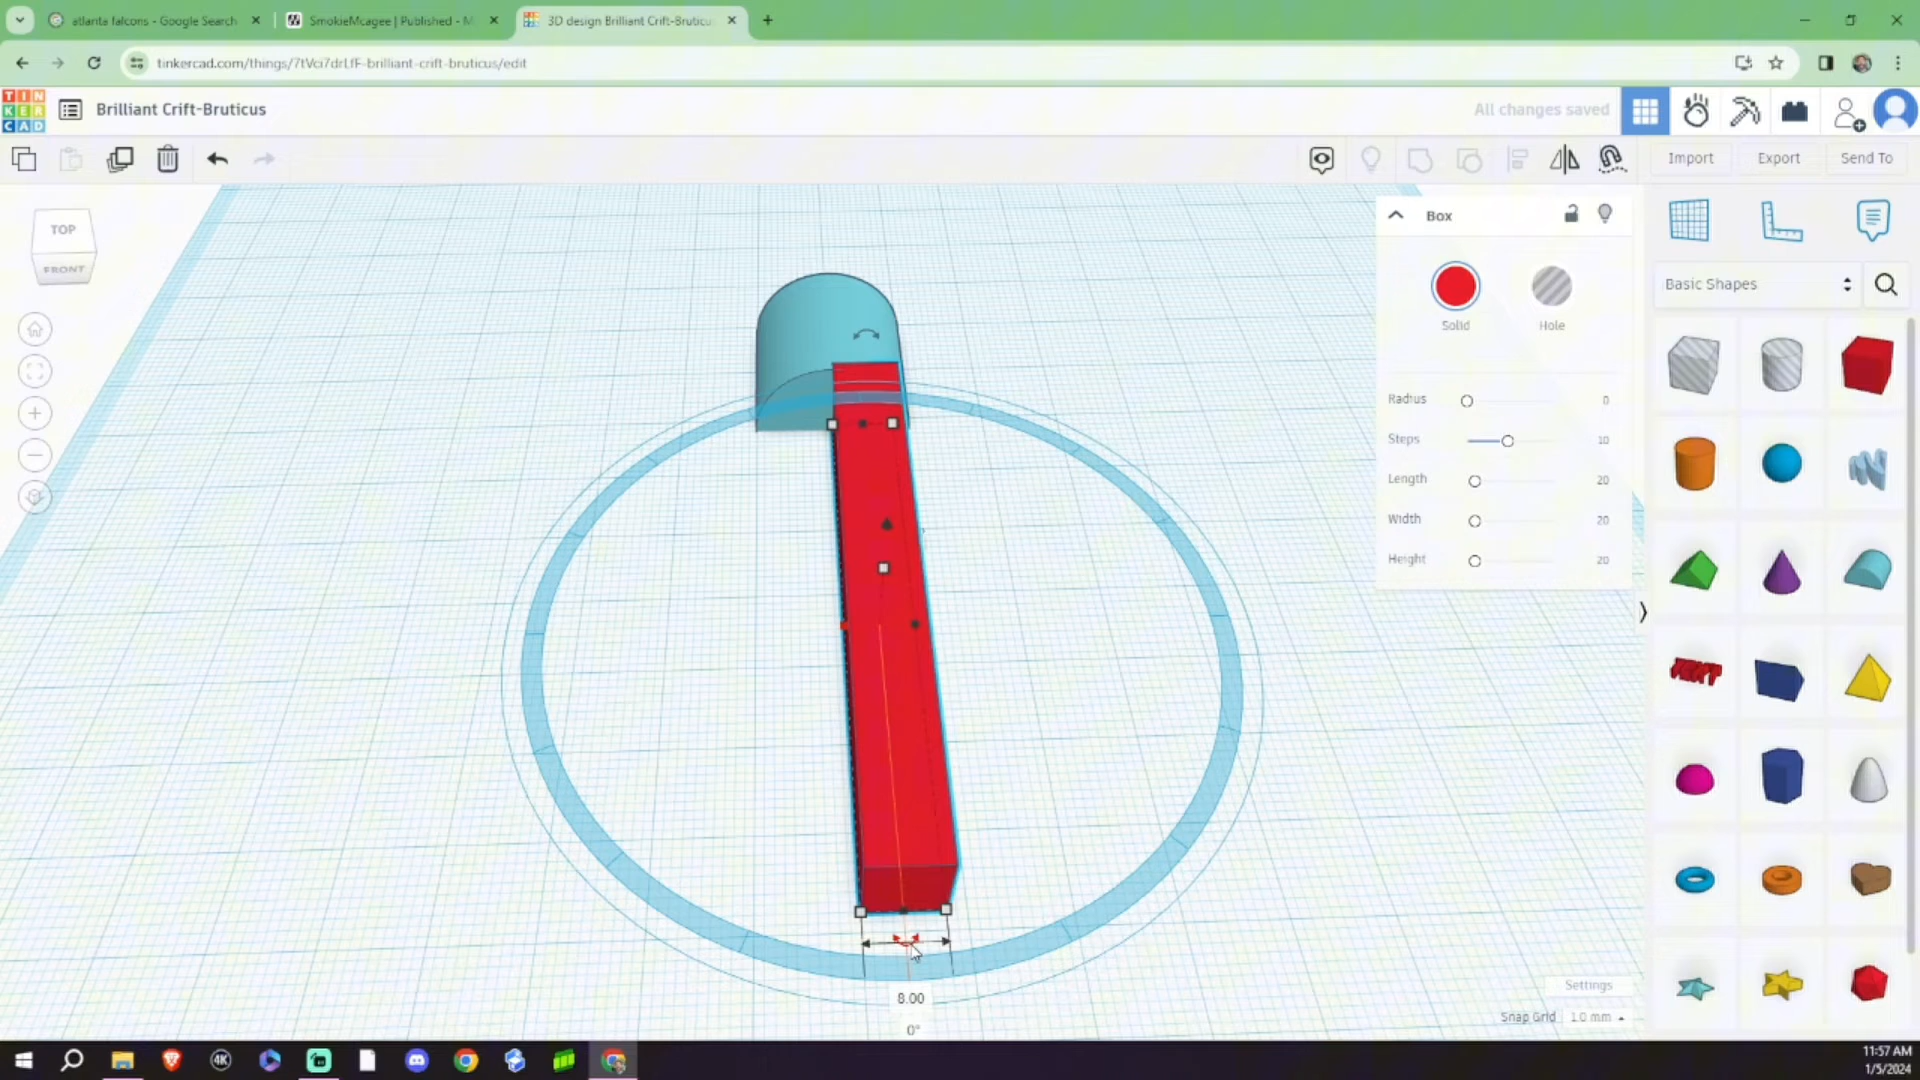 atlanta falcons - Google Search
SmokieMcagee | Published - M
3D design Brilliant Crift-Bruticu
tinkercad.com/things/7tVci7drLfF-brilliant-crift-bruticus/edit
TIN
KER
CAD
Brilliant Crift-Bruticus
All changes saved
Import
Export
Send To
TOP
FRONT
Box
Solid
Hole
Radius
0
Steps
10
Length
20
Width
20
Height
20
Basic Shapes
TEXT
8.00
0°
Settings
Snap Grid
1.0 mm
4K
11:57 AM
1/5/2024